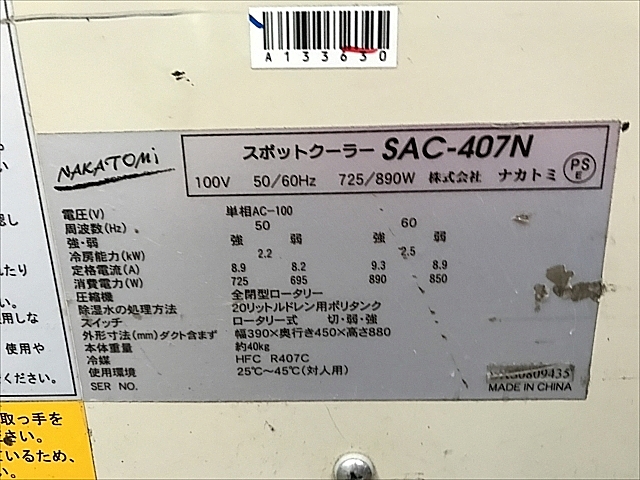 A133630
NAKATOMI
スポットクーラー SAC-407N
100V 50/60Hz 725/890W 株式会社 ナカトミ
PS
E
電圧(V) 単相AC-100
周波数(Hz). 50 60
強・弱 強 弱 強 弱
冷房能力(kW) 2.2 2.5
定格電流(A) 8.9 8.2 9.3 8.9
消費電力(W) 725 695 890 850
圧縮機 全閉型ロータリー
除湿水の処理方法 20リットルドレン用ポリタンク
スイッチ ロータリー式 切・弱・強
外形寸法(mm)ダクト含まず 幅390×奥行き450×高さ880
本体重量 約40kg
冷媒 HFC R407C
使用環境 25℃〜45℃(対人用)
SER NO.
MADE IN CHINA
使用や
ください。
取っ手を
さい。
いるため、
い。